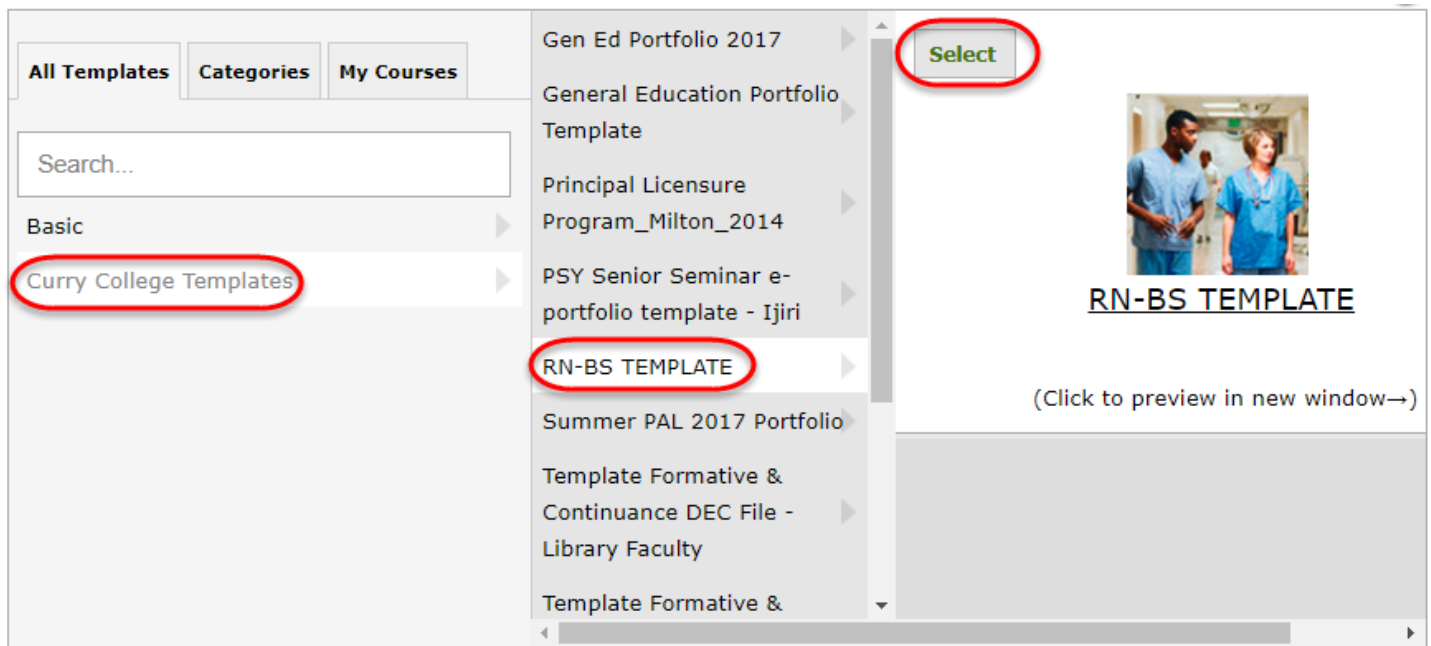 All Templates
Categories
My Courses
Search...
Basic
Curry College Templates
Gen Ed Portfolio 2017
General Education Portfolio
Template
Principal Licensure
Program_Milton_2014
PSY Senior Seminar e-
portfolio template - Ijiri
RN-BS TEMPLATE
Summer PAL 2017 Portfolio
Template Formative &
Continuance DEC File -
Library Faculty
Template Formative &
Select
RN-BS TEMPLATE
(Click to preview in new window→)